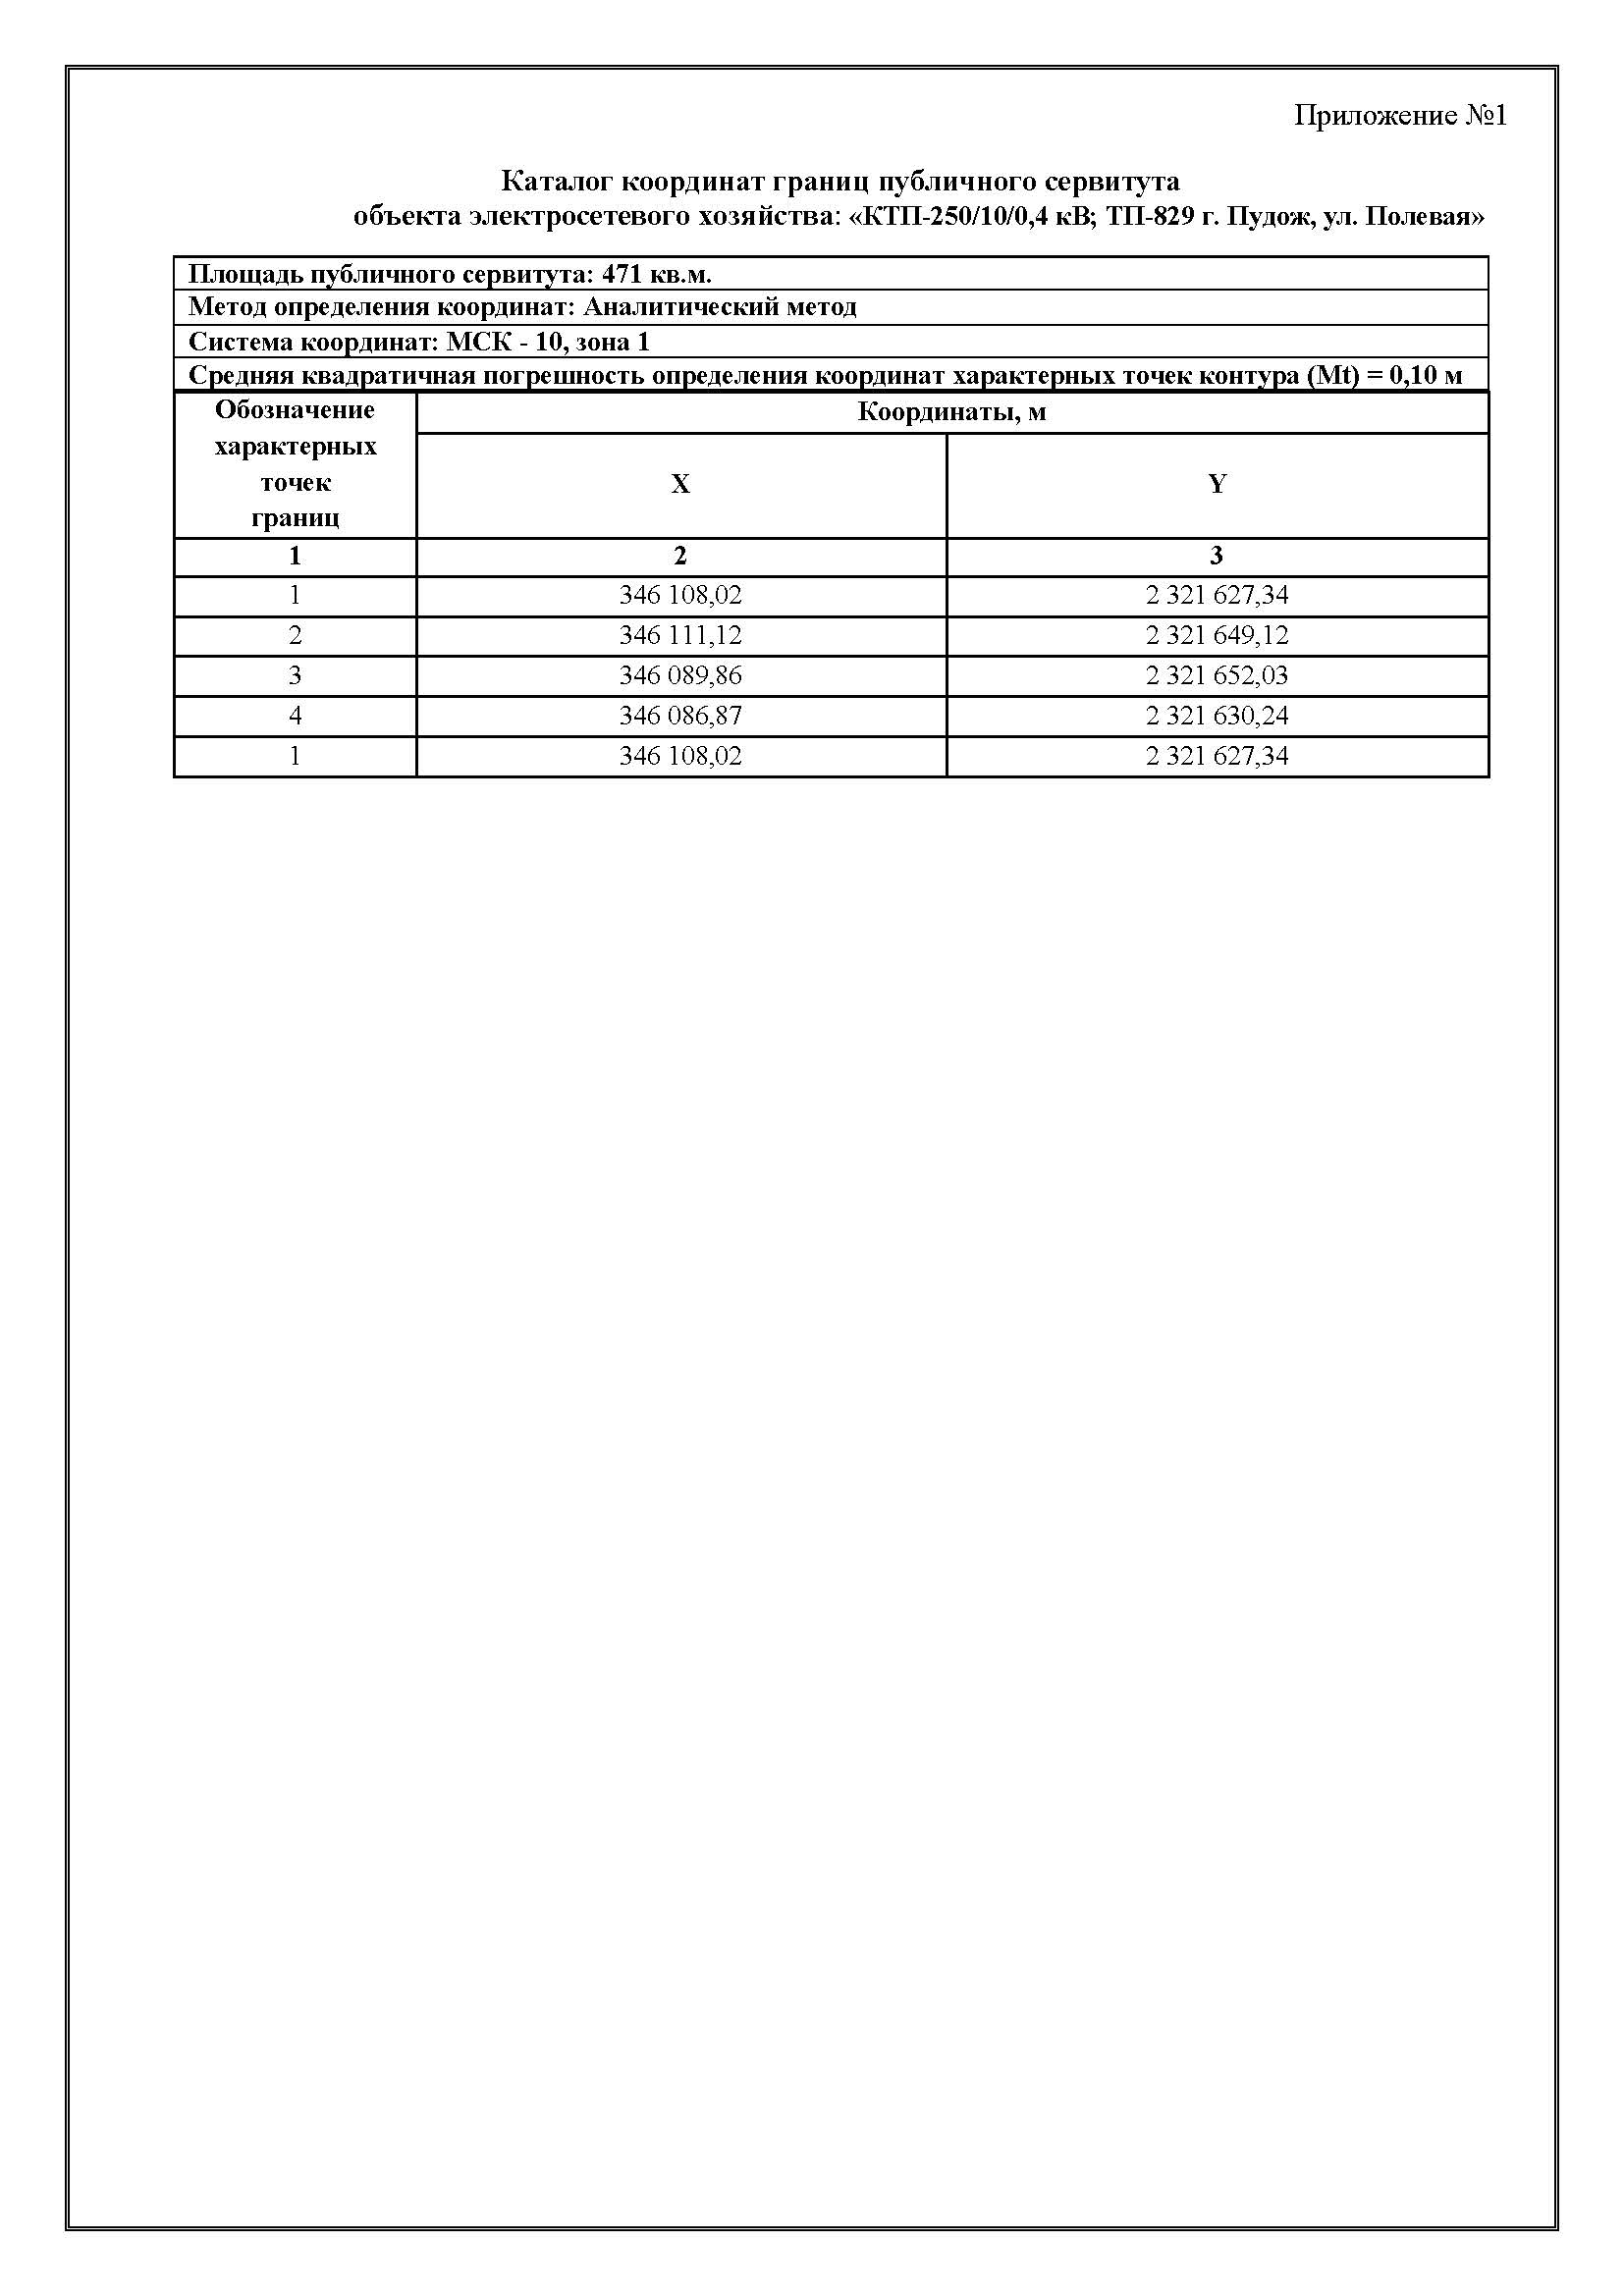 Приложение №1
Каталог координат границ публичного сервитута
объекта электросетевого хозяйства: «КТП-250/10/0,4 кВ; ТП-829 г. Пудож, ул. Полевая»
Площадь публичного сервитута: 471 кв.м.
Метод определения координат: Аналитический метод
Система координат: МСК - 10, зона 1
Средняя квадратичная погрешность определения координат характерных точек контура (Mt) = 0,10 м
Обозначение
характерных
точек
границ
Координаты, м
X Y
1 2 3
1 346 108,02 2 321 627,34
2 346 111,12 2 321 649,12
3 346 089,86 2 321 652,03
4 346 086,87 2 321 630,24
1 346 108,02 2 321 627,34